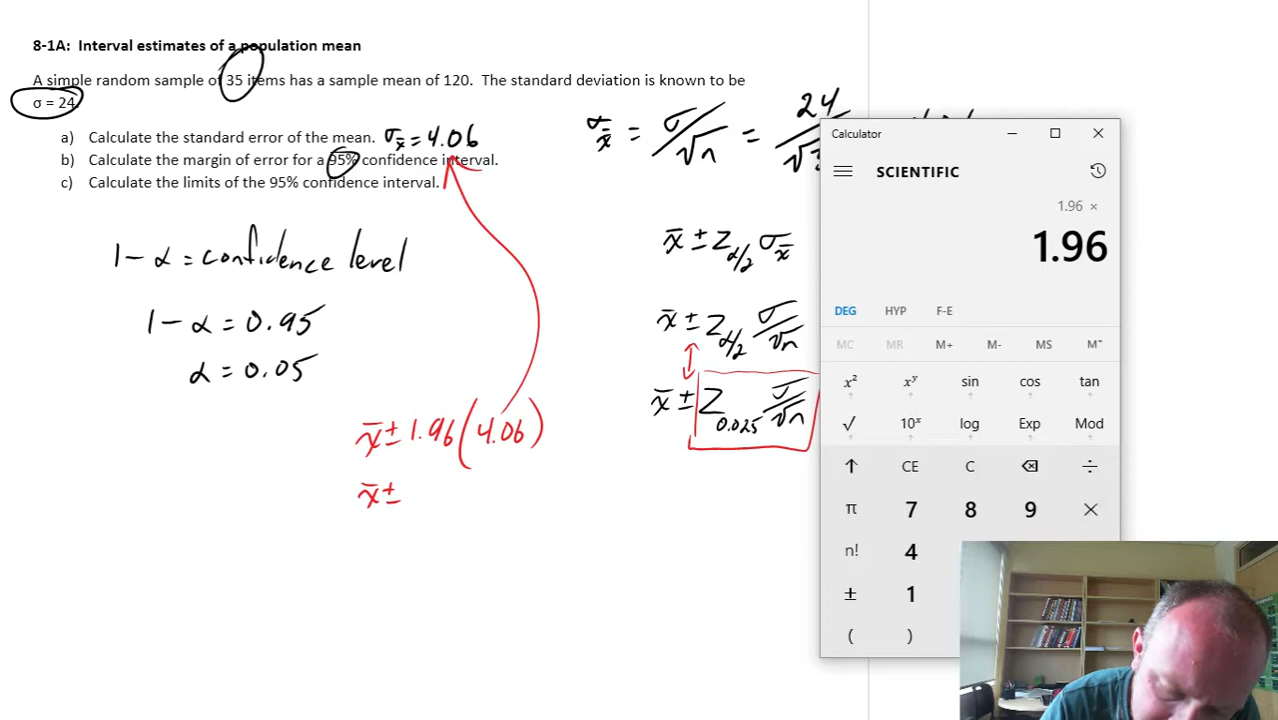 8-1A: Interval estimates of a population mean
A simple random sample of 35 items has a sample mean of 120. The standard deviation is known to be
σ = 24.
a) Calculate the standard error of the mean. σx̄ = 4.06
b) Calculate the margin of error for a 95% confidence interval.
c) Calculate the limits of the 95% confidence interval.
σx̄ = σ/√n = 24/√3
1 - α = confidence level
1 - α = 0.95
α = 0.05
x̄ ± 1.96(4.06)
x̄ ±
x̄ ± Zα/2 σx̄
x̄ ± Zα/2 σ/√n
x̄ ± Z0.025 σ/√n
Calculator
SCIENTIFIC
1.96 ×
1.96
DEG HYP F-E
MC MR M+ M- MS M˅
x² xʸ sin cos tan
√ 10ˣ log Exp Mod
↑ CE C ⌫ ÷
π 7 8 9 ×
n! 4
± 1
( )